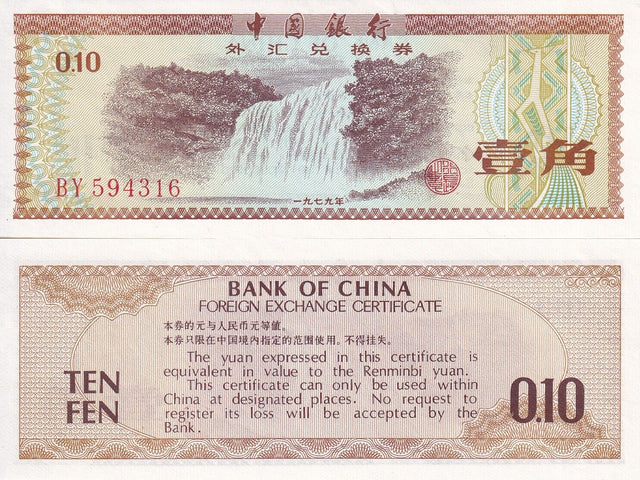 中国银行
外汇兑换券
0.10
壹角
BY 594316
一九七九年
BANK OF CHINA
FOREIGN EXCHANGE CERTIFICATE
本券的元与人民币元等值。
本券只限在中国境内指定的范围使用。不得挂失。
The yuan expressed in this certificate is
equivalent in value to the Renminbi yuan.
This certificate can only be used within
China at designated places. No request to
register its loss will be accepted by the
Bank.
TEN
FEN
0.10